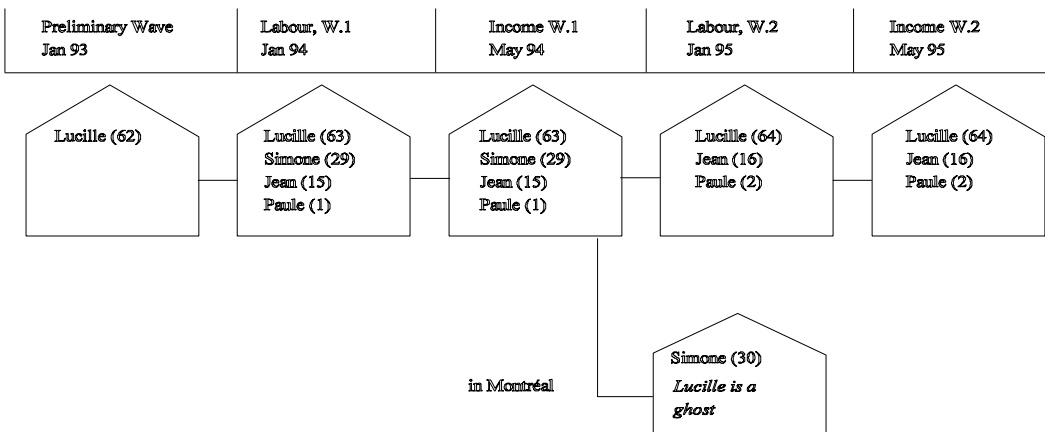 Preliminary Wave
Jan 93
Labour, W.1
Jan 94
Income W.1
May 94
Labour, W.2
Jan 95
Income W.2
May 95
Lucille (62)
Lucille (63)
Simone (29)
Jean (15)
Paule (1)
Lucille (63)
Simone (29)
Jean (15)
Paule (1)
Lucille (64)
Jean (16)
Paule (2)
Lucille (64)
Jean (16)
Paule (2)
in Montréal
Simone (30)
Lucille is a
ghost